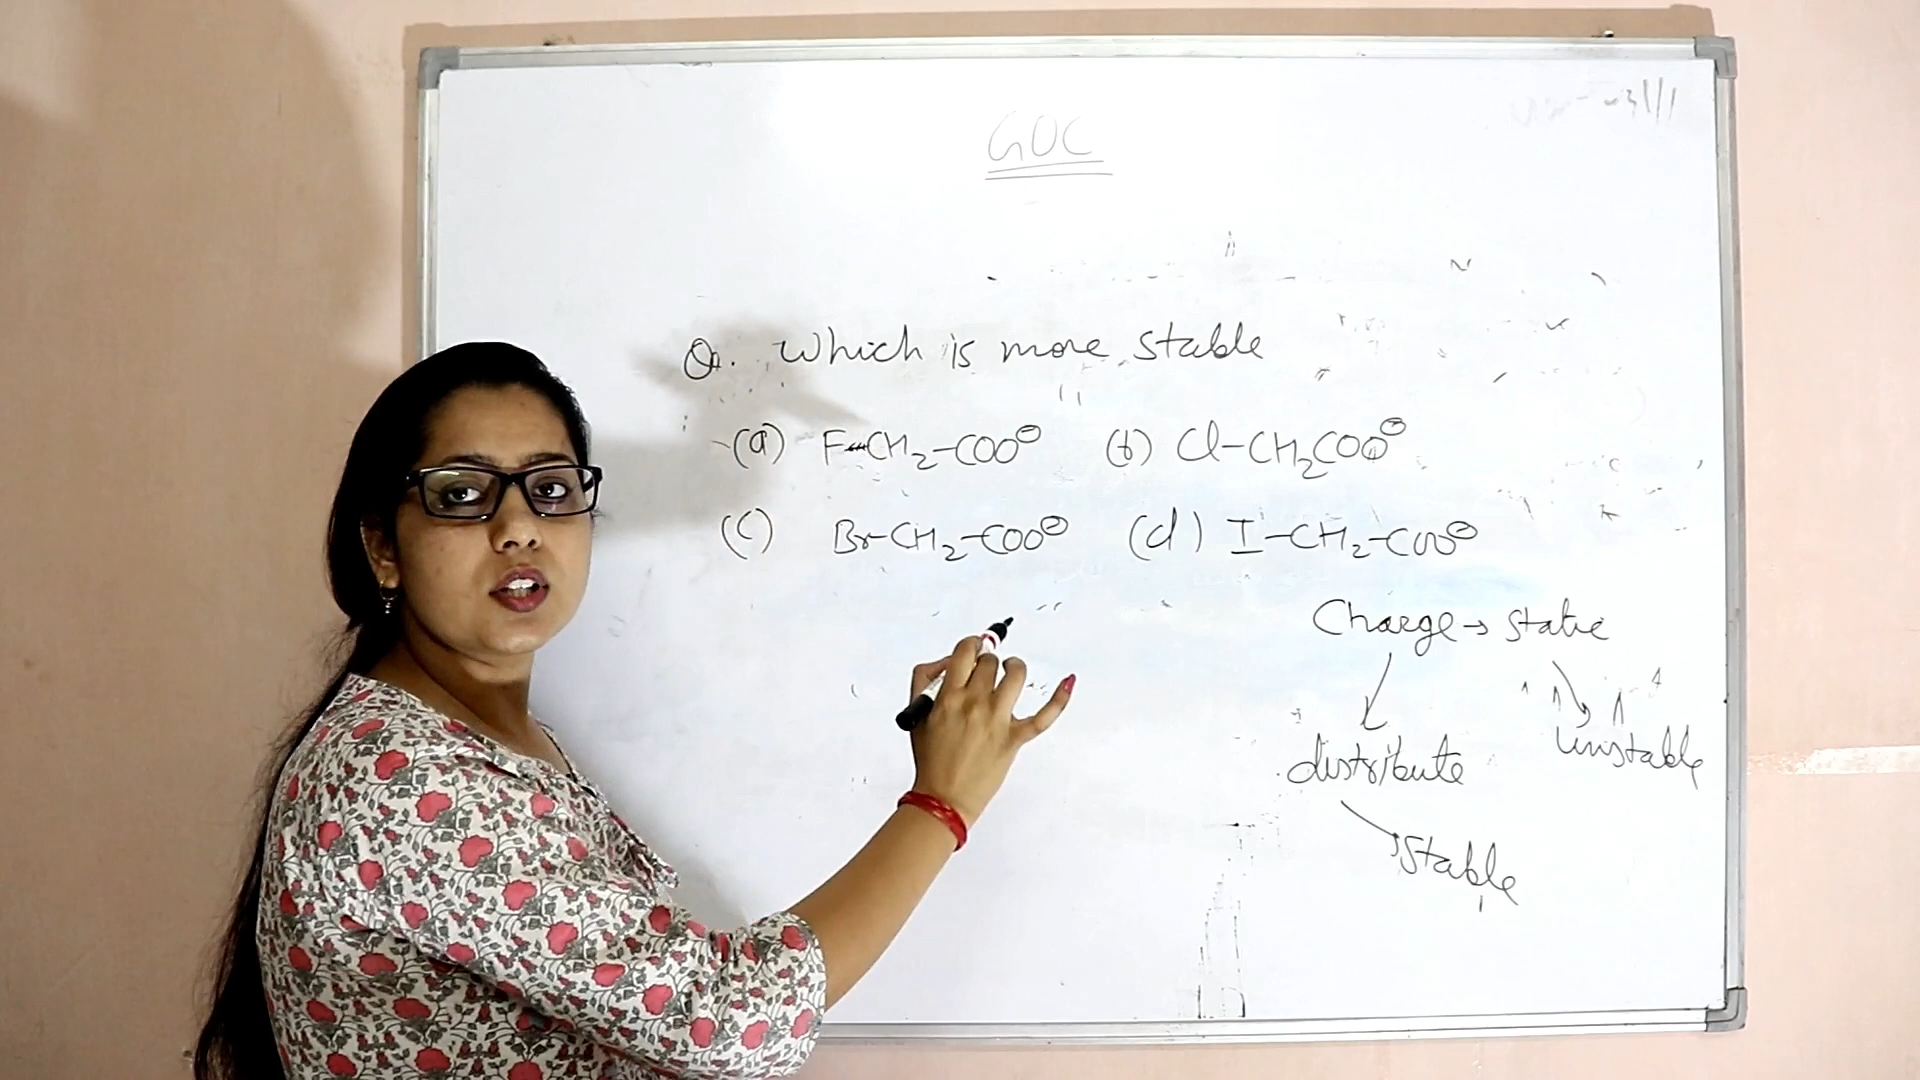 GOC
Q. Which is more stable
(a) F-CH₂-COO⊖ (b) Cl-CH₂COO⊖
(c) Br-CH₂-COO⊖ (d) I-CH₂-COO⊖
Charge → static
distribute
unstable
stable